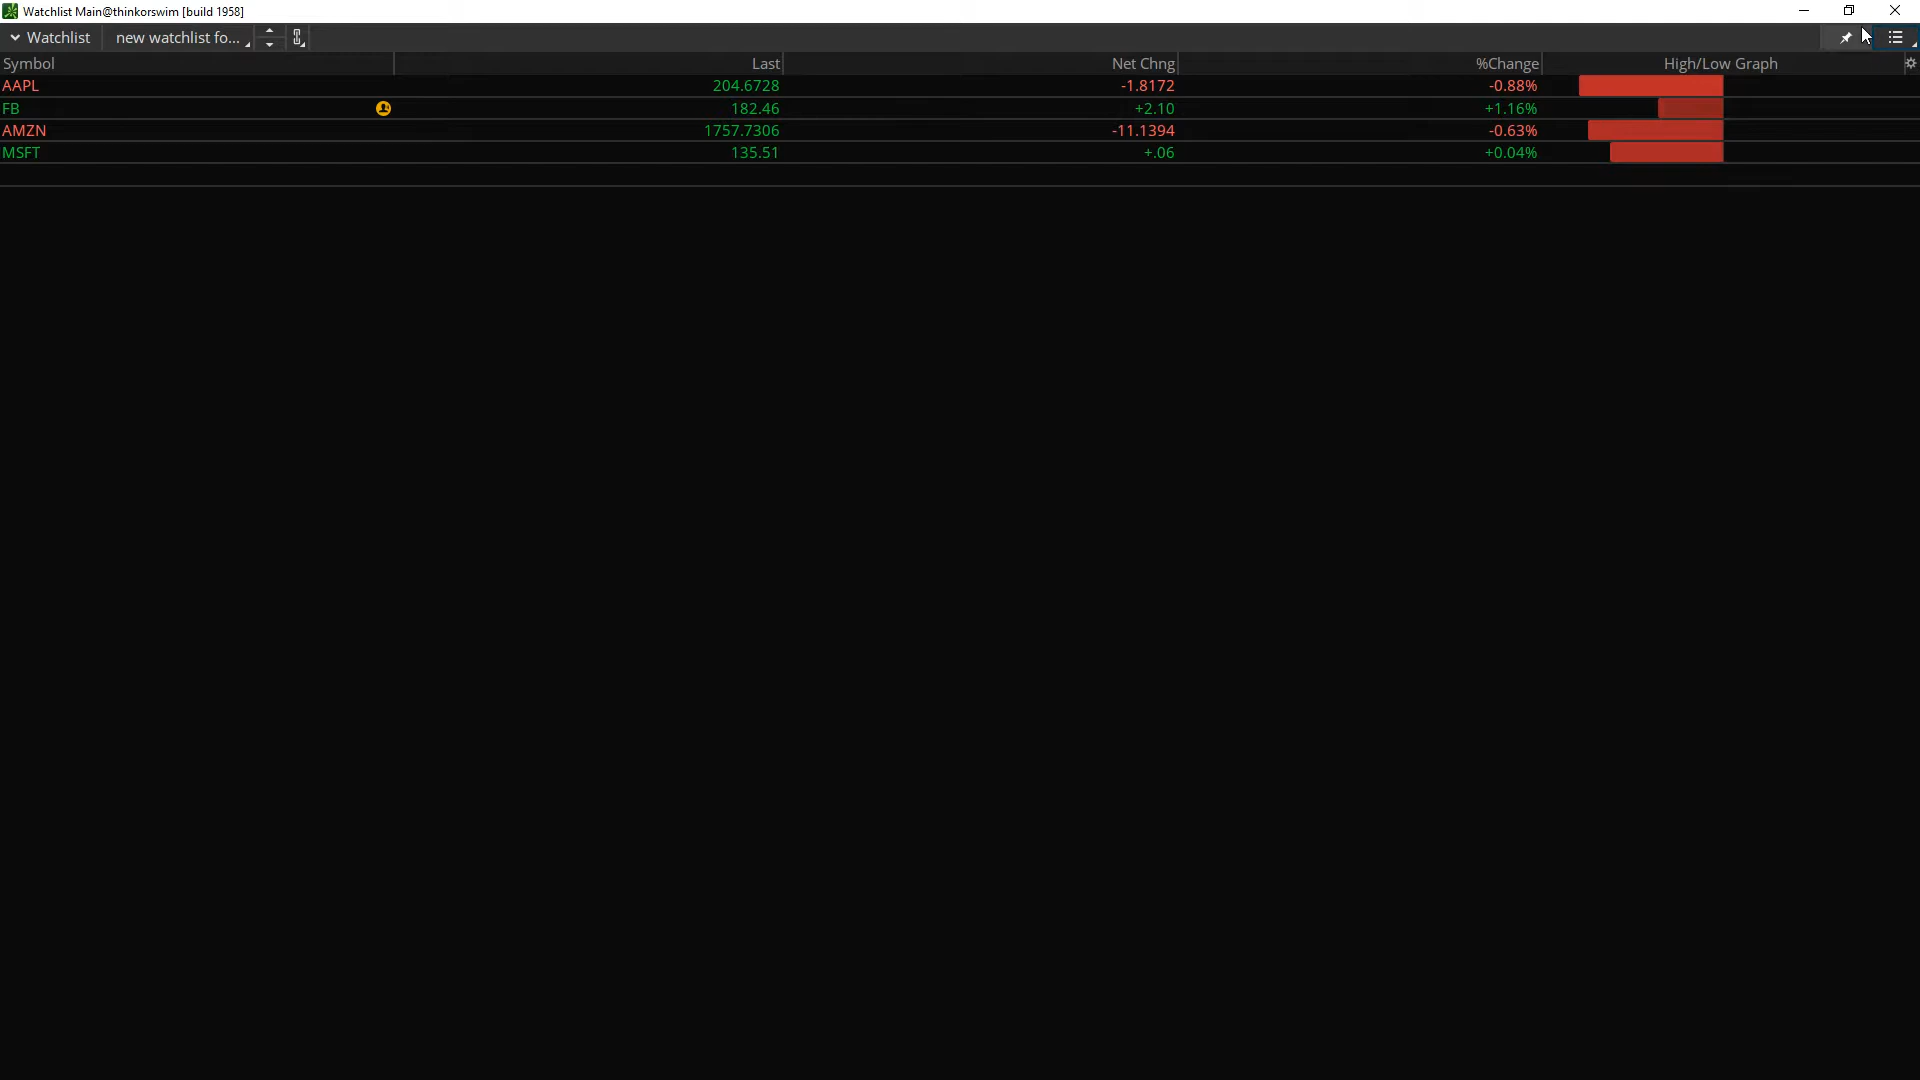 Watchlist Main@thinkorswim [build 1958]
Watchlist new watchlist fo...
Symbol Last Net Chng %Change High/Low Graph
AAPL 204.6728 -1.8172 -0.88%
FB 182.46 +2.10 +1.16%
AMZN 1757.7306 -11.1394 -0.63%
MSFT 135.51 +.06 +0.04%